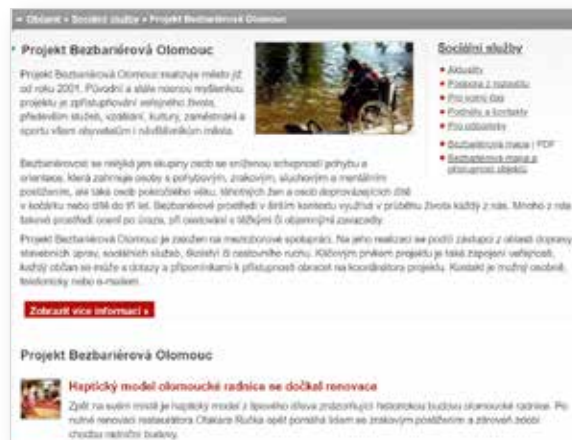 » Občané » Sociální služby » Projekt Bezbariérová Olomouc
Projekt Bezbariérová Olomouc
Projekt Bezbariérová Olomouc realizuje město již
od roku 2001. Původní a stále nosnou myšlenkou
projektu je zpřístupňování veřejného života,
především služeb, vzdělání, kultury, zaměstnání a
sportu všem obyvatelům i návštěvníkům města.
Sociální služby
Aktuality
Podpora z rozpočtu
Pro volný čas
Podněty a kontakty
Pro odborníky
Bezbariérová mapa | PDF
Bezbariérová mapa a
přístupnost objektů
Bezbariérovost se netýká jen skupiny osob se sníženou schopností pohybu a
orientace, která zahrnuje osoby s pohybovým, zrakovým, sluchovým a mentálním
postižením, ale také osob pokročilého věku, těhotných žen a osob doprovázejících dítě
v kočárku nebo dítě do tří let. Bezbariérové prostředí v širším kontextu využívá v průběhu života každý z nás. Mnoho z nás
takové prostředí ocení po úraze, při cestování s těžkými či objemnými zavazadly.
Projekt Bezbariérová Olomouc je založen na mezioborové spolupráci. Na jeho realizaci se podílí zástupci z oblasti dopravy,
stavebních úprav, sociálních služeb, školství či cestovního ruchu. Klíčovým prvkem projektu je také zapojení veřejnosti,
každý občan se může s dotazy a připomínkami k přístupnosti obracet na koordinátora projektu. Kontakt je možný osobně,
telefonicky nebo e-mailem.
Zobrazit více informací »
Projekt Bezbariérová Olomouc
Haptický model olomoucké radnice se dočkal renovace
Zpět na svém místě je haptický model z lipového dřeva znázorňující historickou budovu olomoucké radnice. Po
nutné renovaci restaurátora Otakara Ručka opět pomáhá lidem se zrakovým postižením a zároveň zdobí
chodbu radniční budovy.